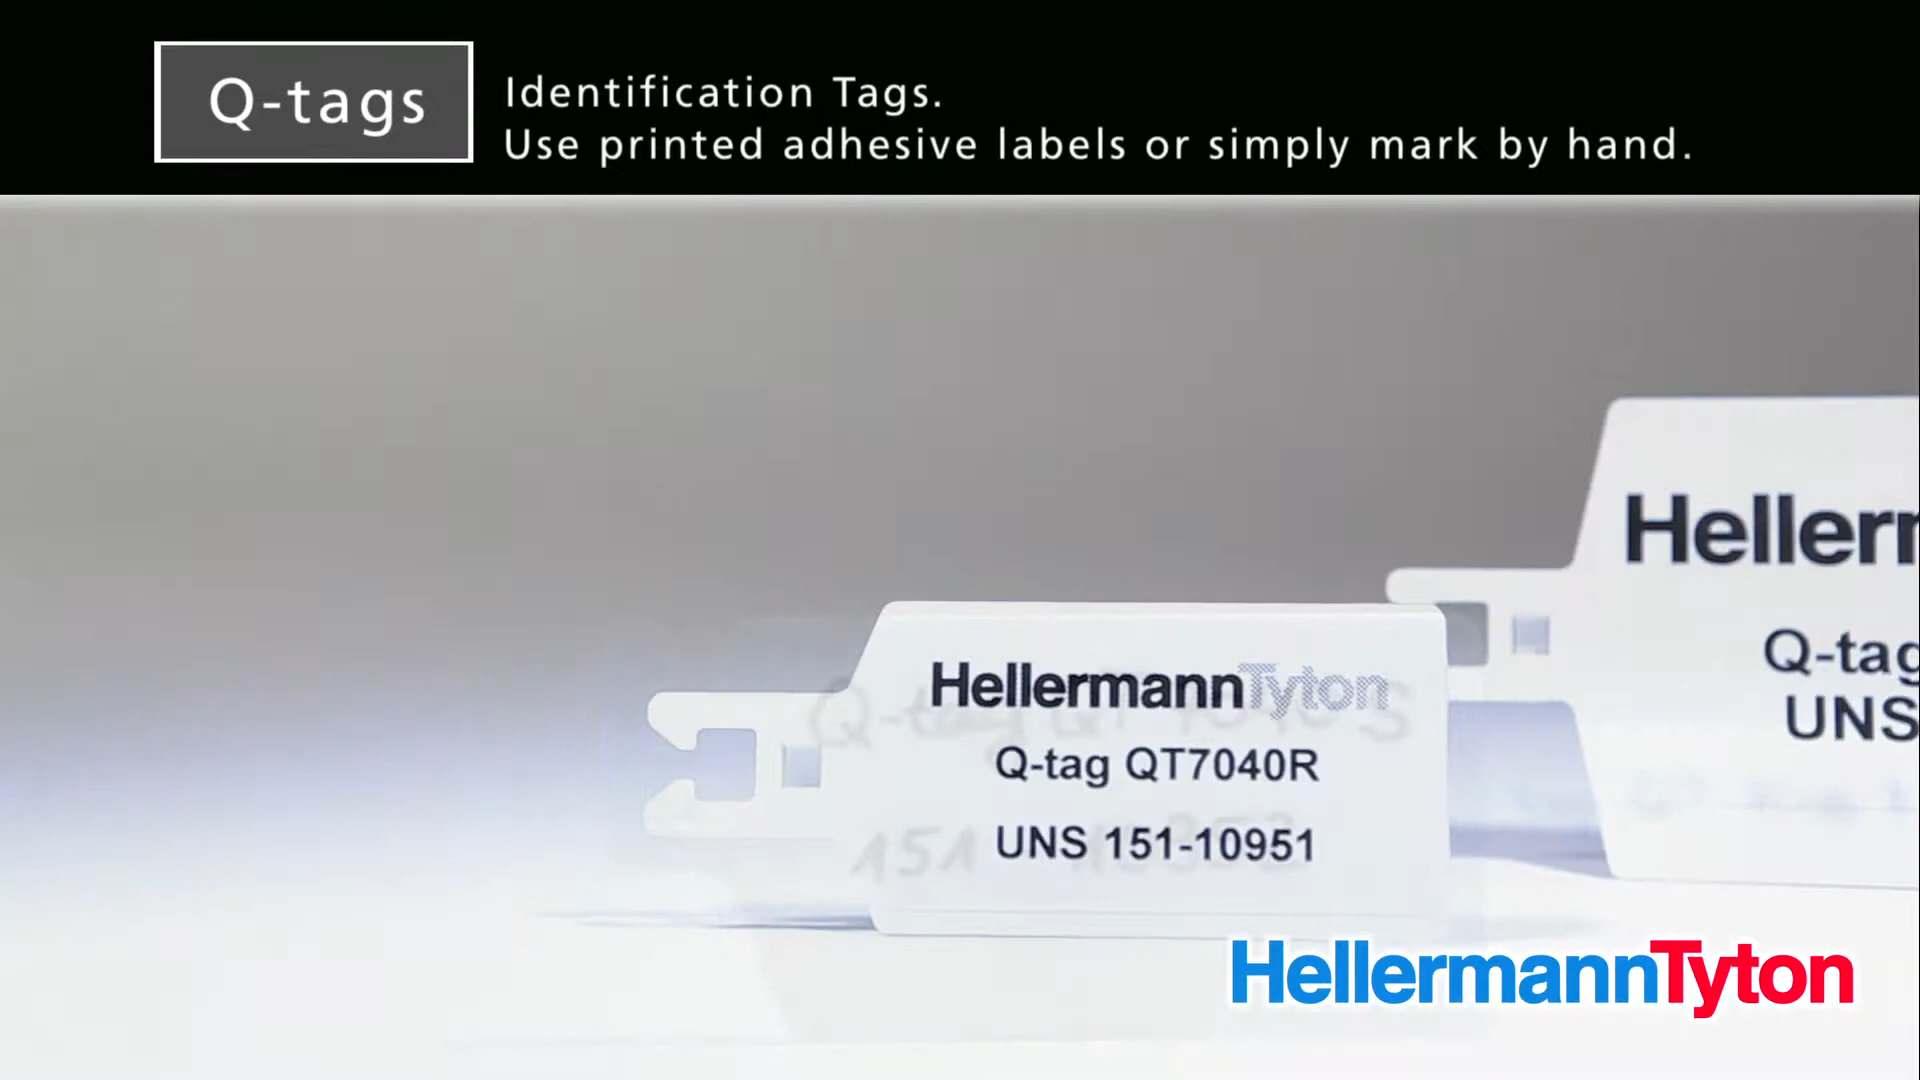 Q-tags
Identification Tags.
Use printed adhesive labels or simply mark by hand.
Heller
Q-tag
UNS
HellermannTyton
Q-tag QT7040R
UNS 151-10951
HellermannTyton